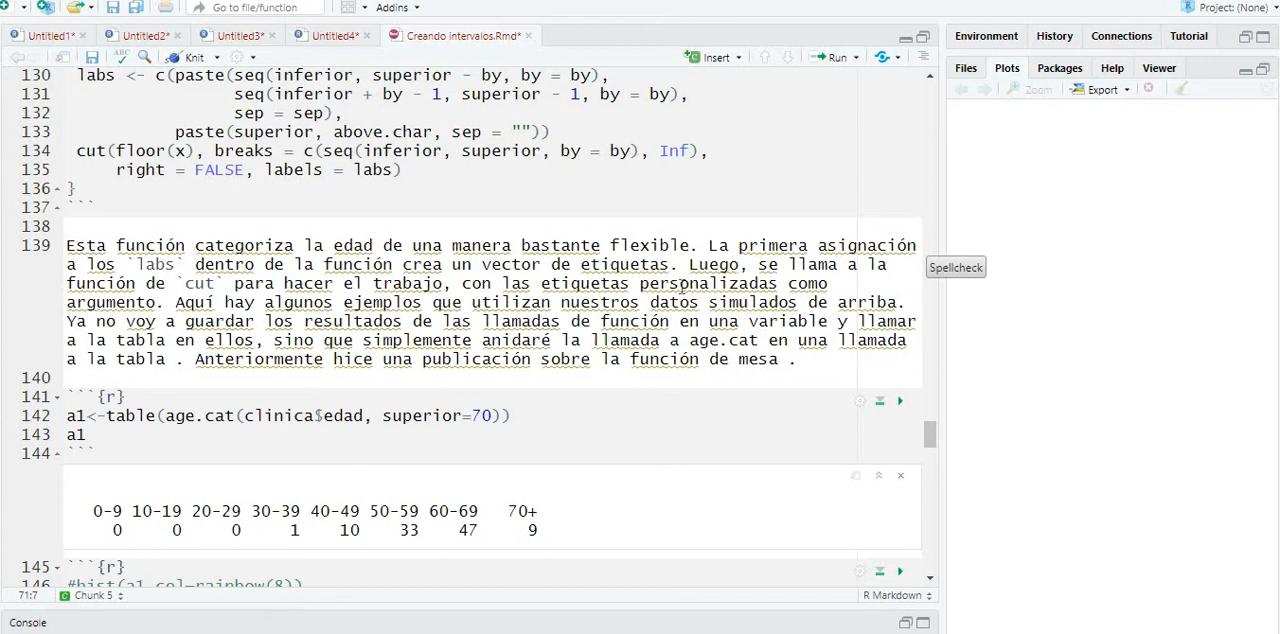 Go to file/function
Addins
Project: (None)
Untitled1*
Untitled2*
Untitled3*
Untitled4*
Creando intervalos.Rmd*
Environment
History
Connections
Tutorial
ABC
Knit
Insert
Run
Files
Plots
Packages
Help
Viewer
Zoom
Export
130 labs <- c(paste(seq(inferior, superior - by, by = by),
131 seq(inferior + by - 1, superior - 1, by = by),
132 sep = sep),
133 paste(superior, above.char, sep = ""))
134 cut(floor(x), breaks = c(seq(inferior, superior, by = by), Inf),
135 right = FALSE, labels = labs)
136 }
137 ```
138
139 Esta función categoriza la edad de una manera bastante flexible. La primera asignación
a los `labs` dentro de la función crea un vector de etiquetas. Luego, se llama a la
función de `cut` para hacer el trabajo, con las etiquetas personalizadas como
argumento. Aquí hay algunos ejemplos que utilizan nuestros datos simulados de arriba.
Ya no voy a guardar los resultados de las llamadas de función en una variable y llamar
a la tabla en ellos, sino que simplemente anidaré la llamada a age.cat en una llamada
a la tabla . Anteriormente hice una publicación sobre la función de mesa .
Spellcheck
140
141 ```{r}
142 a1<-table(age.cat(clinica$edad, superior=70))
143 a1
144 ```
0-9 10-19 20-29 30-39 40-49 50-59 60-69 70+
0 0 0 1 10 33 47 9
145 ```{r}
146 #hist(a1,col=rainbow(8))
71:7
Chunk 5
R Markdown
Console